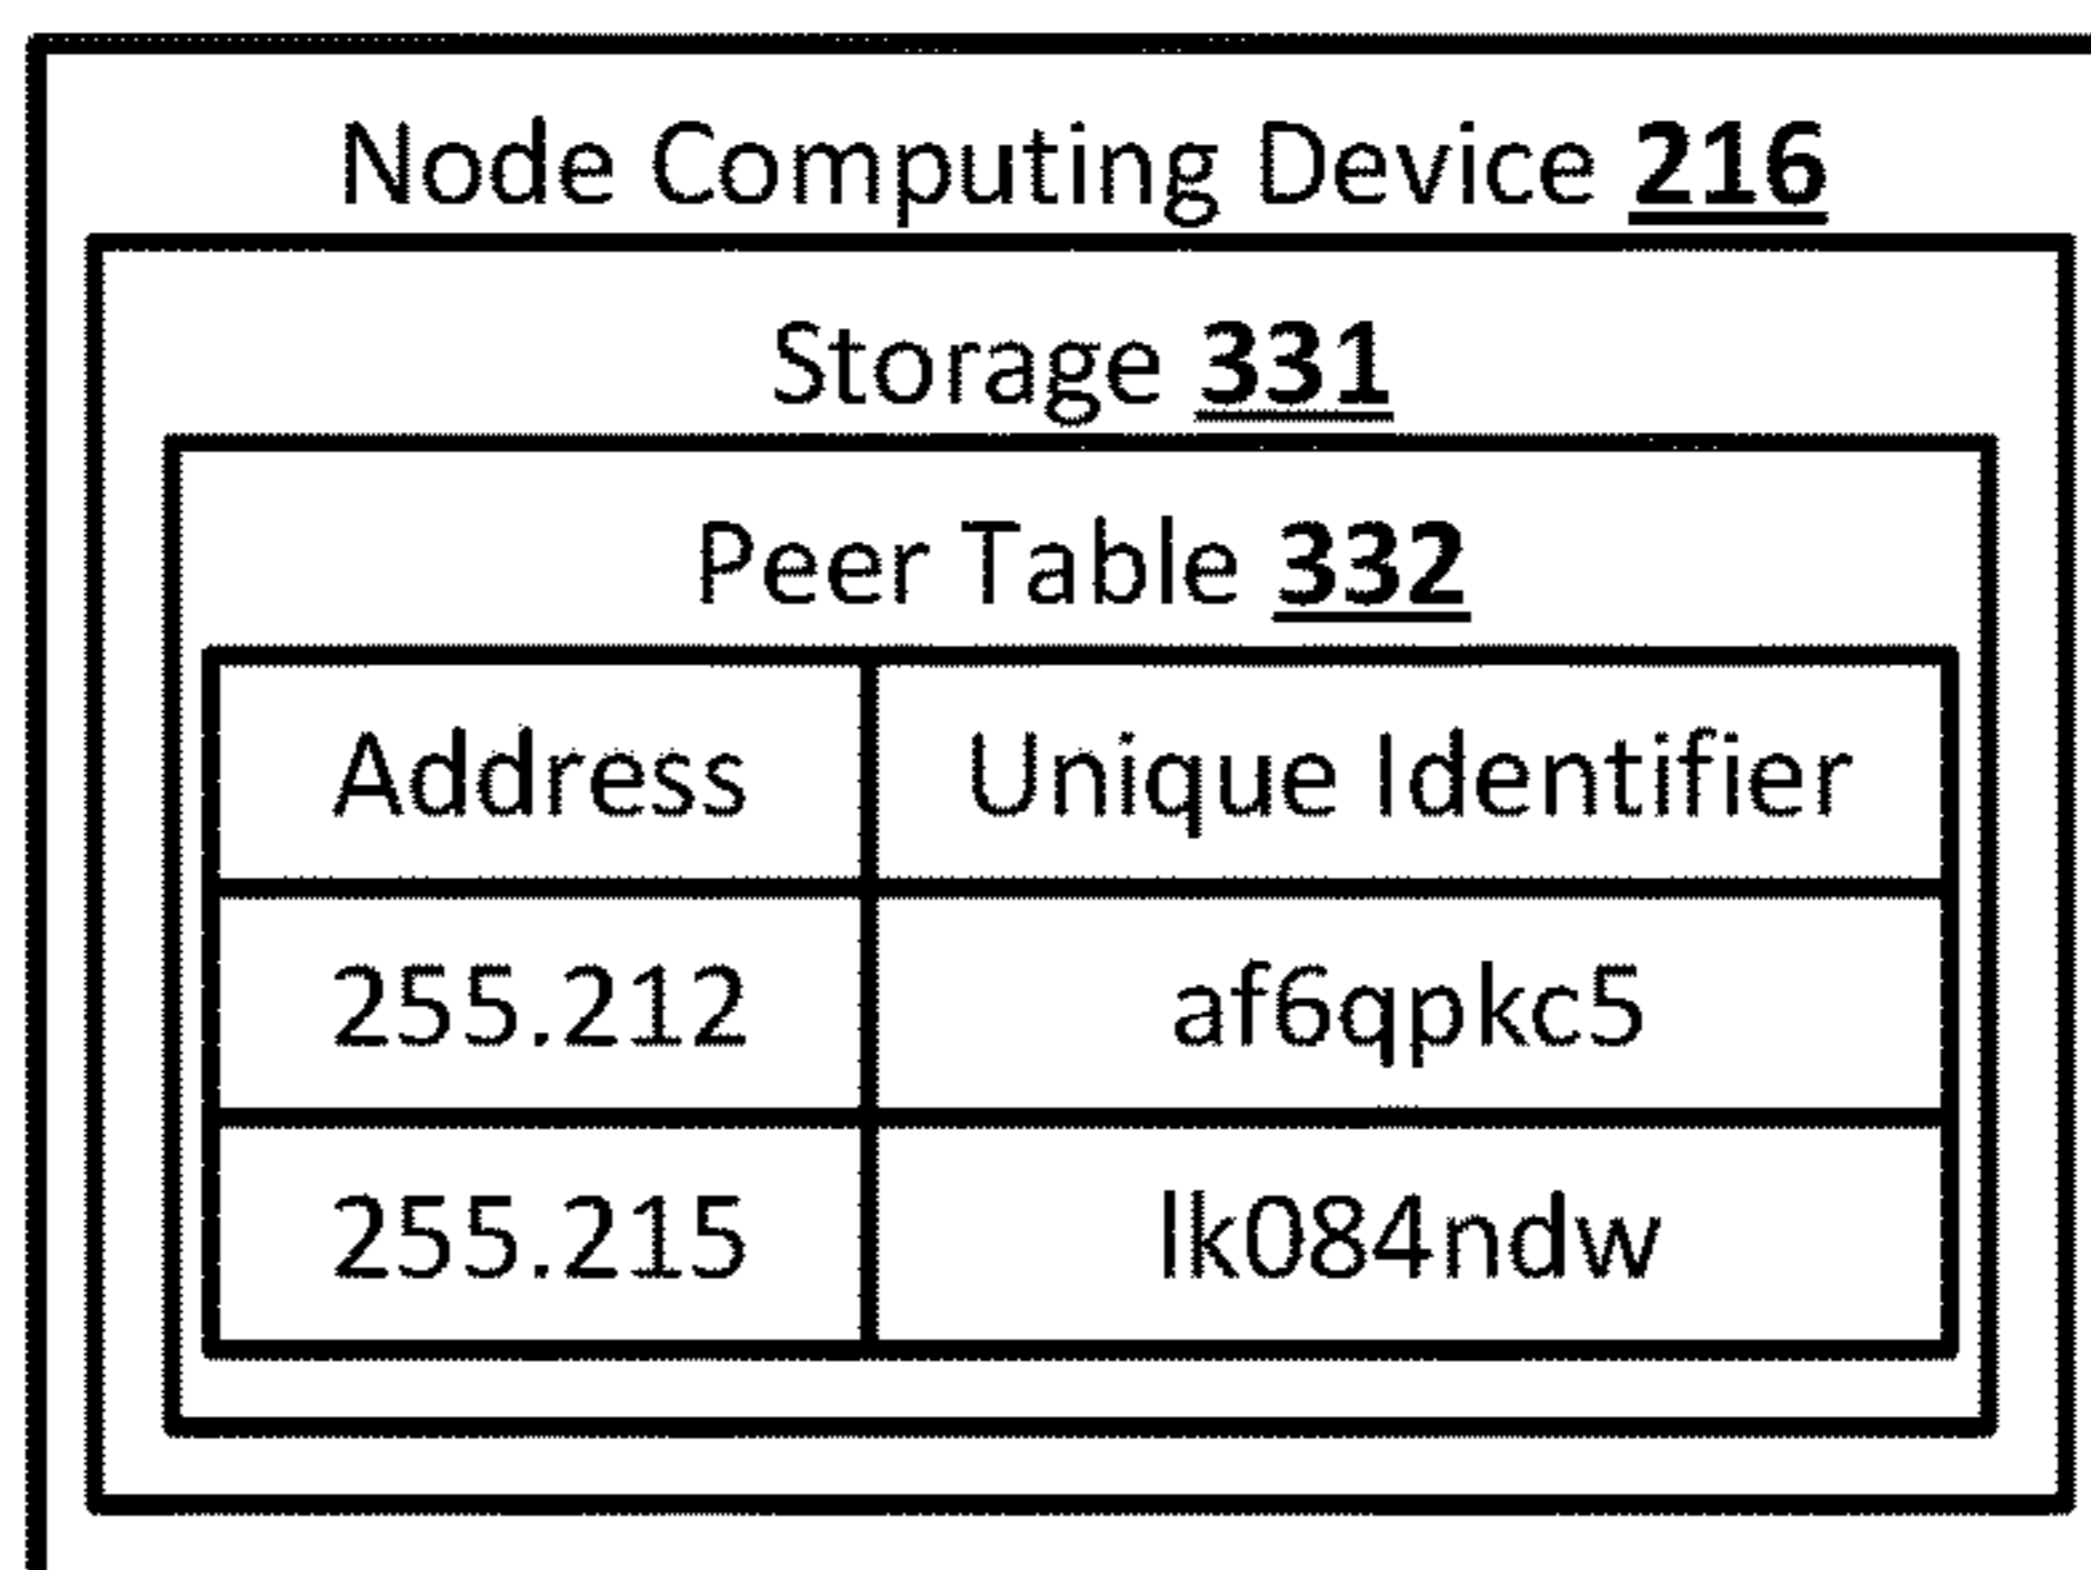 Node Computing Device 216
Storage 331
Peer Table 332
Address Unique Identifier
255.212 af6qpkc5
255.215 lk084ndw